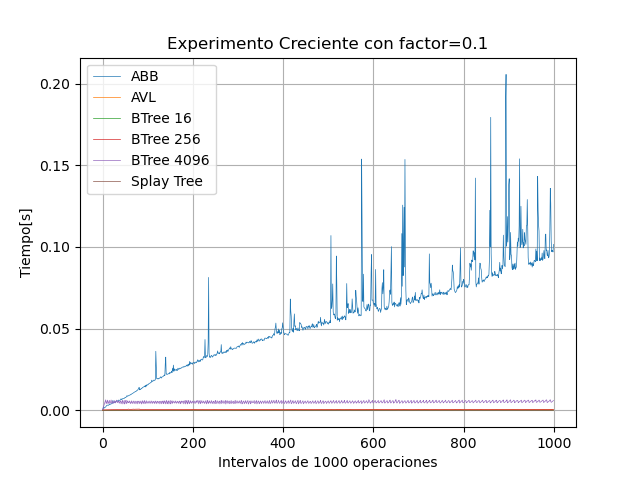 Experimento Creciente con factor=0.1
ABB
AVL
BTree 16
BTree 256
BTree 4096
Splay Tree
Tiempo[s]
0.20
0.15
0.10
0.05
0.00
0 200 400 600 800 1000
Intervalos de 1000 operaciones